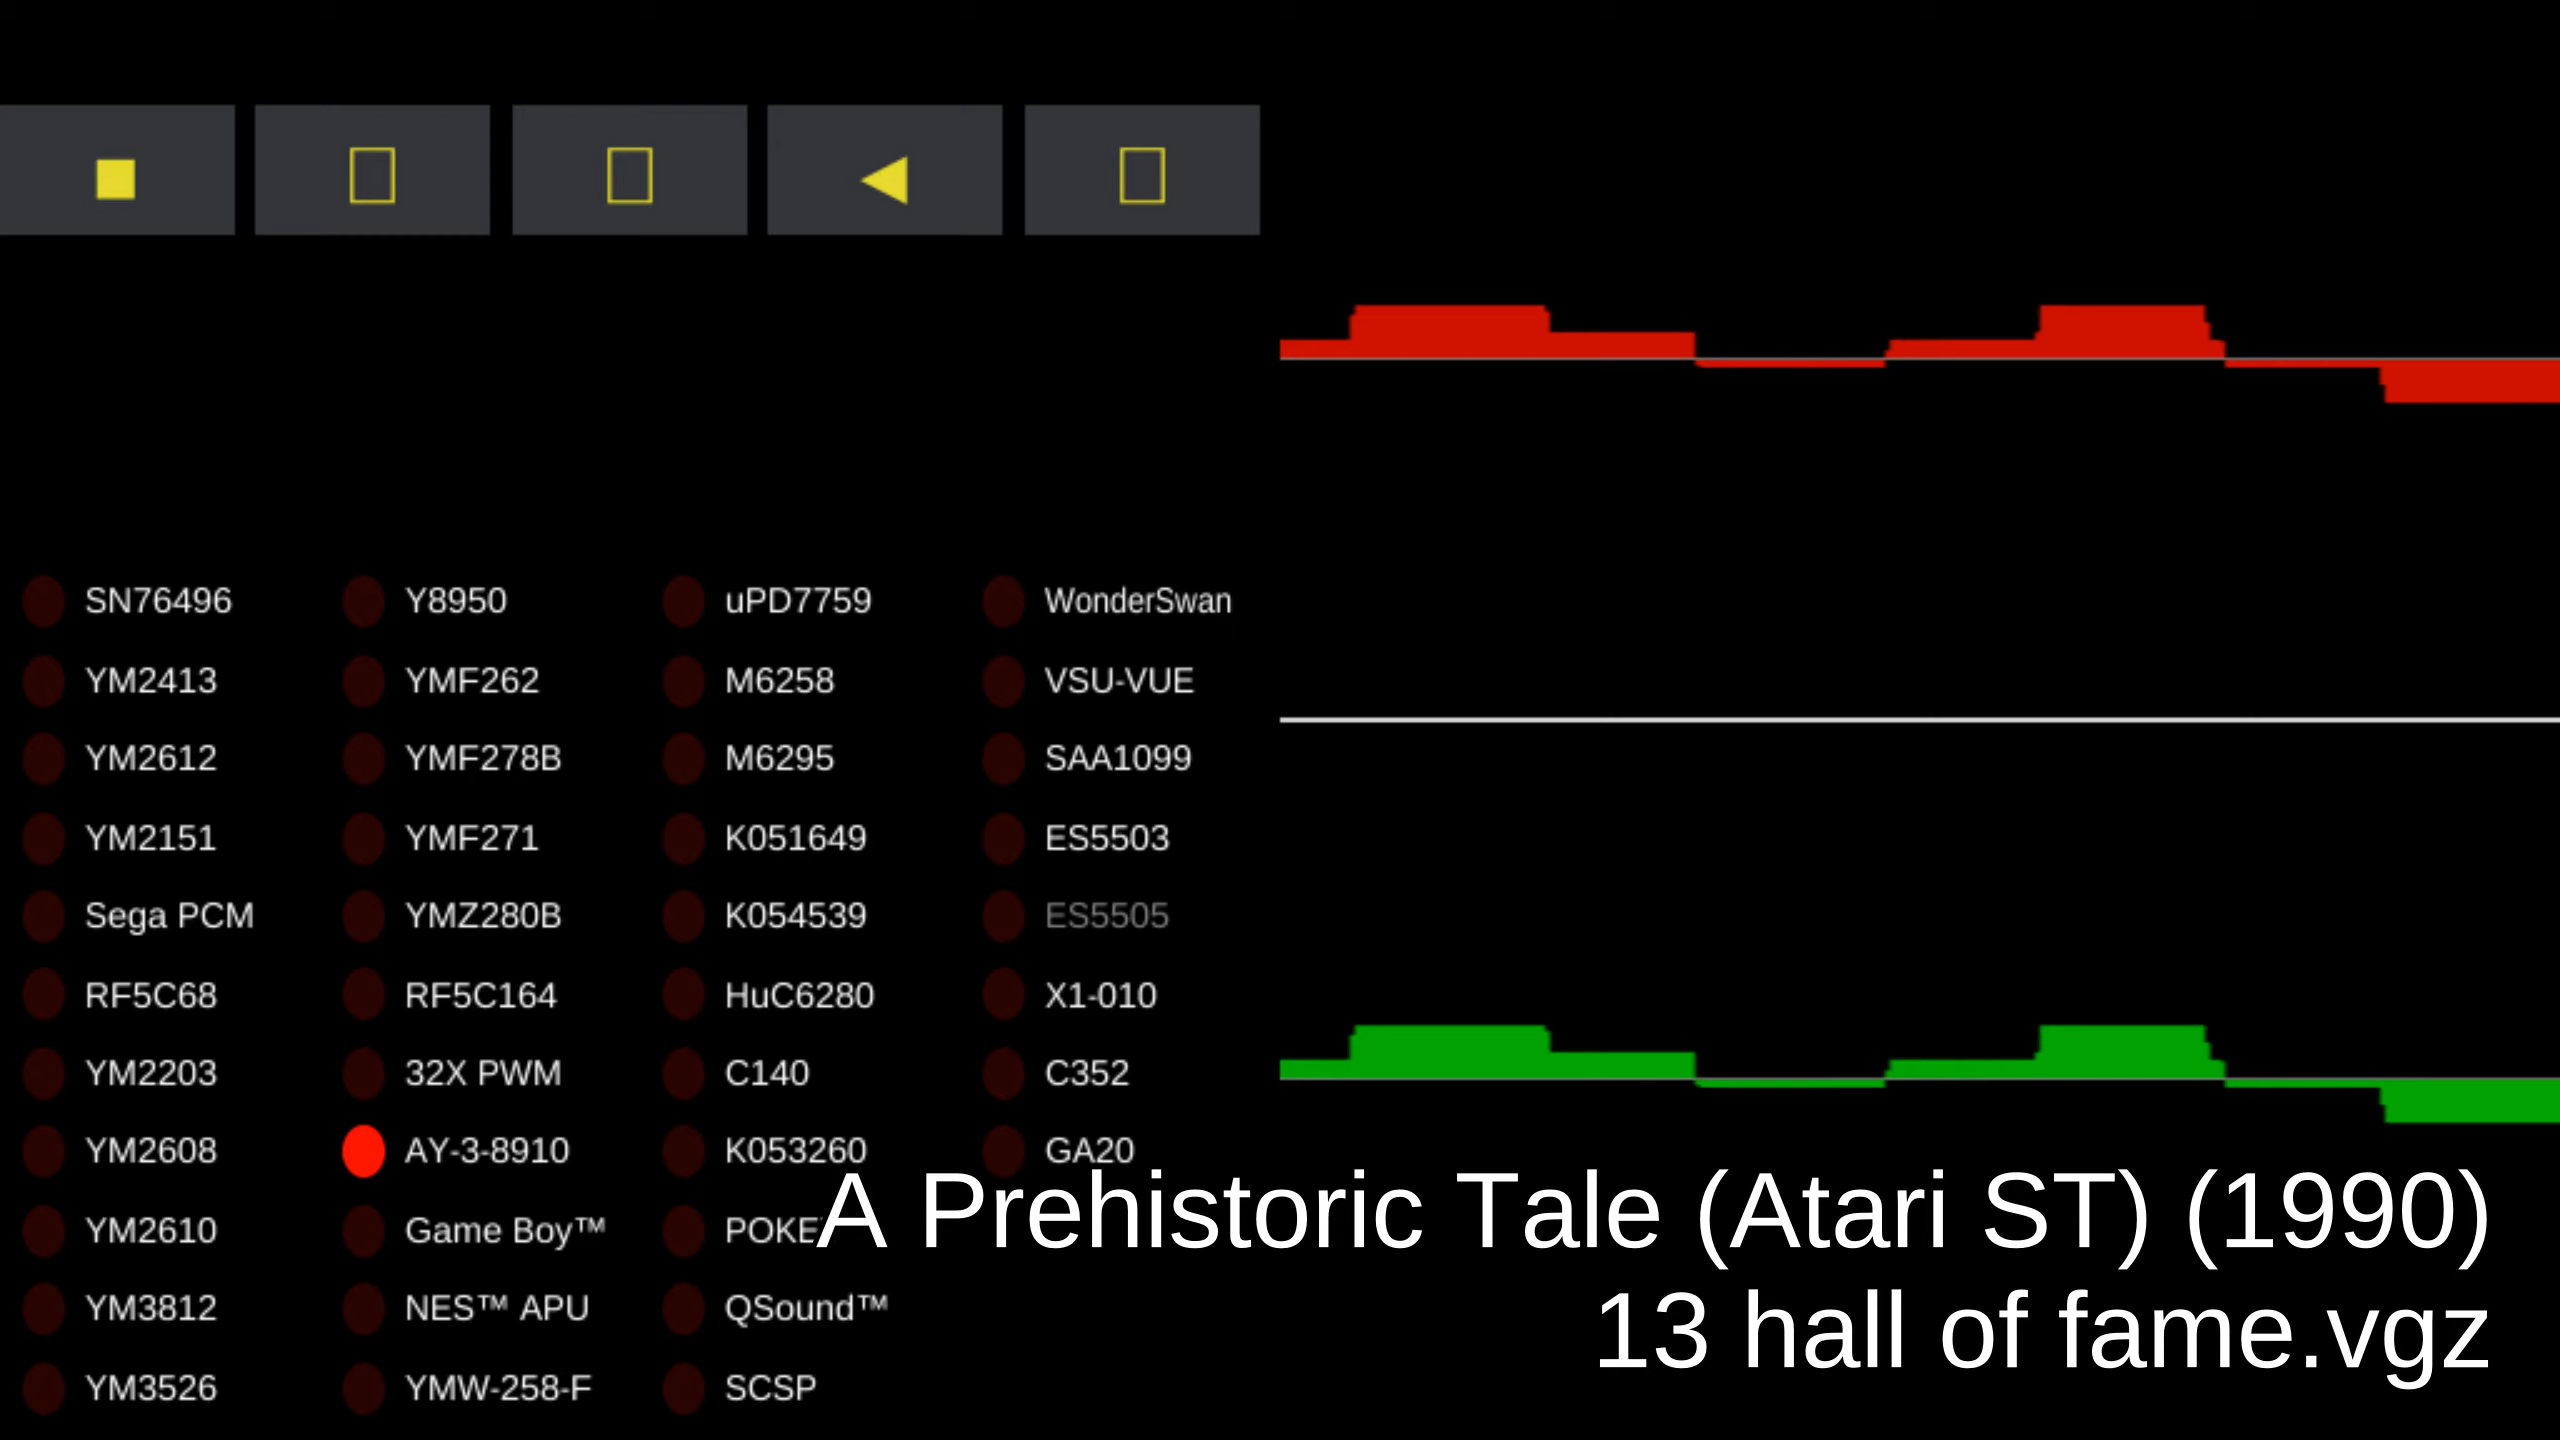 SN76496 Y8950 uPD7759 WonderSwan
YM2413 YMF262 M6258 VSU-VUE
YM2612 YMF278B M6295 SAA1099
YM2151 YMF271 K051649 ES5503
Sega PCM YMZ280B K054539 ES5505
RF5C68 RF5C164 HuC6280 X1-010
YM2203 32X PWM C140 C352
YM2608 AY-3-8910 K053260 GA20
YM2610 Game Boy™
YM3812 NES™ APU QSound™
YM3526 YMW-258-F SCSP
A Prehistoric Tale (Atari ST) (1990)
13 hall of fame.vgz